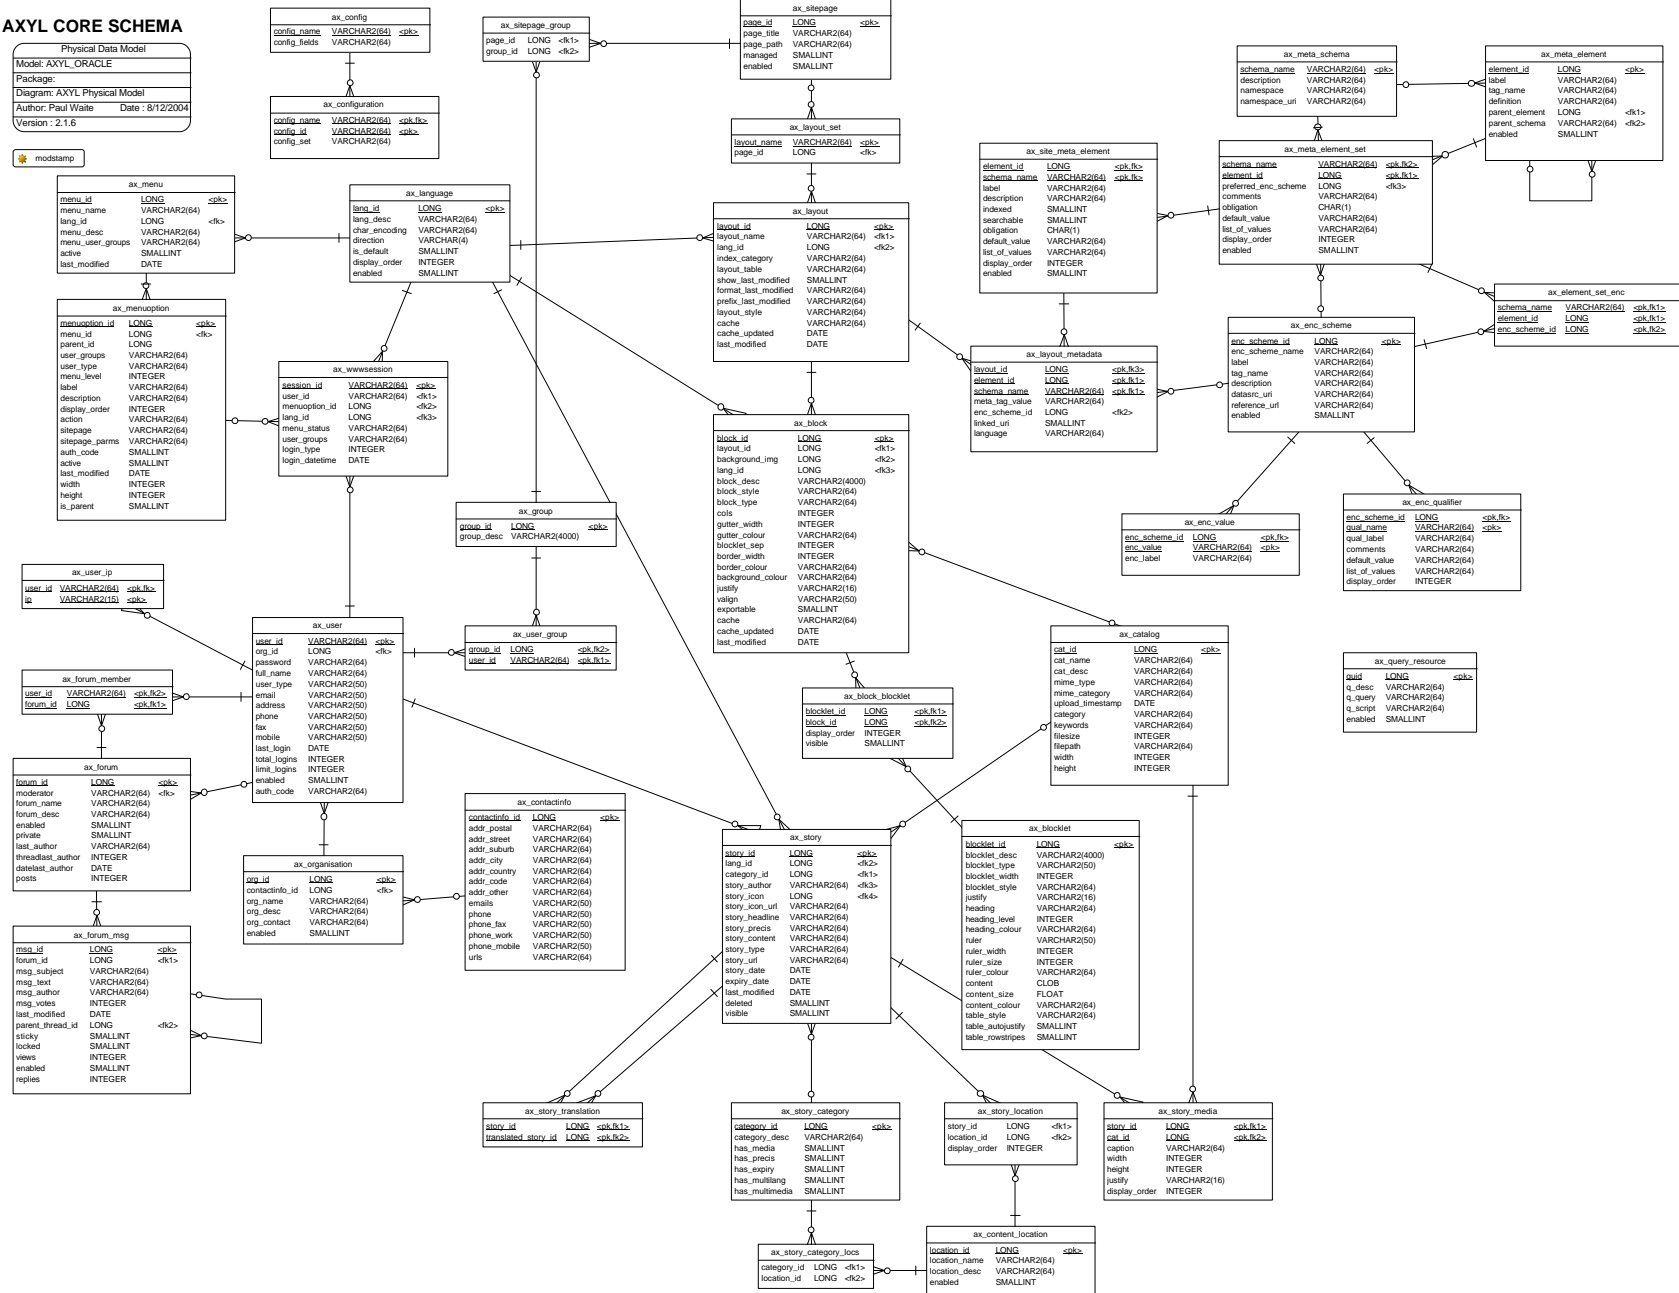 AXYL CORE SCHEMA
Physical Data Model
Model: AXYL_ORACLE
Package:
Diagram: AXYL Physical Model
Author: Paul Waite Date : 8/12/2004
Version : 2.1.6
modstamp
ax_config
config_name VARCHAR2(64) <pk>
config_fields VARCHAR2(64)
ax_configuration
config_name VARCHAR2(64) <pk,fk>
config_id VARCHAR2(64) <pk>
config_set VARCHAR2(64)
ax_sitepage_group
page_id LONG <fk1>
group_id LONG <fk2>
ax_sitepage
page_id LONG <pk>
page_title VARCHAR2(64)
page_path VARCHAR2(64)
managed SMALLINT
enabled SMALLINT
ax_layout_set
layout_name VARCHAR2(64) <pk>
page_id LONG <fk>
ax_meta_schema
schema_name VARCHAR2(64) <pk>
description VARCHAR2(64)
namespace VARCHAR2(64)
namespace_uri VARCHAR2(64)
ax_meta_element
element_id LONG <pk>
label VARCHAR2(64)
tag_name VARCHAR2(64)
definition VARCHAR2(64)
parent_element LONG <fk1>
parent_schema VARCHAR2(64) <fk2>
enabled SMALLINT
ax_menu
menu_id LONG <pk>
menu_name VARCHAR2(64)
lang_id LONG <fk>
menu_desc VARCHAR2(64)
menu_user_groups VARCHAR2(64)
active SMALLINT
last_modified DATE
ax_language
lang_id LONG <pk>
lang_desc VARCHAR2(64)
char_encoding VARCHAR2(64)
direction VARCHAR(4)
is_default SMALLINT
display_order INTEGER
enabled SMALLINT
ax_layout
layout_id LONG <pk>
layout_name VARCHAR2(64) <fk1>
lang_id LONG <fk2>
index_category VARCHAR2(64)
layout_table VARCHAR2(64)
show_last_modified SMALLINT
format_last_modified VARCHAR2(64)
prefix_last_modified VARCHAR2(64)
layout_style VARCHAR2(64)
cache VARCHAR2(64)
cache_updated DATE
last_modified DATE
ax_site_meta_element
element_id LONG <pk,fk>
schema_name VARCHAR2(64) <pk,fk>
label VARCHAR2(64)
description VARCHAR2(64)
indexed SMALLINT
searchable SMALLINT
obligation CHAR(1)
default_value VARCHAR2(64)
list_of_values VARCHAR2(64)
display_order INTEGER
enabled SMALLINT
ax_meta_element_set
schema_name VARCHAR2(64) <pk,fk2>
element_id LONG <pk,fk1>
preferred_enc_scheme LONG <fk3>
comments VARCHAR2(64)
obligation CHAR(1)
default_value VARCHAR2(64)
list_of_values VARCHAR2(64)
display_order INTEGER
enabled SMALLINT
ax_element_set_enc
schema_name VARCHAR2(64) <pk,fk1>
element_id LONG <pk,fk1>
enc_scheme_id LONG <pk,fk2>
ax_menuoption
menuoption_id LONG <pk>
menu_id LONG <fk>
parent_id LONG
user_groups VARCHAR2(64)
user_type VARCHAR2(64)
menu_level INTEGER
label VARCHAR2(64)
description VARCHAR2(64)
display_order INTEGER
action VARCHAR2(64)
sitepage VARCHAR2(64)
sitepage_parms VARCHAR2(64)
auth_code SMALLINT
active SMALLINT
last_modified DATE
width INTEGER
height INTEGER
is_parent SMALLINT
ax_wwwsession
session_id VARCHAR2(64) <pk>
user_id VARCHAR2(64) <fk1>
menuoption_id LONG <fk2>
lang_id LONG <fk3>
menu_status VARCHAR2(64)
user_groups VARCHAR2(64)
login_type INTEGER
login_datetime DATE
ax_layout_metadata
layout_id LONG <pk,fk3>
element_id LONG <pk,fk1>
schema_name VARCHAR2(64) <pk,fk1>
meta_tag_value VARCHAR2(64)
enc_scheme_id LONG <fk2>
linked_uri SMALLINT
language VARCHAR2(64)
ax_enc_scheme
enc_scheme_id LONG <pk>
enc_scheme_name VARCHAR2(64)
label VARCHAR2(64)
tag_name VARCHAR2(64)
description VARCHAR2(64)
datasrc_uri VARCHAR2(64)
reference_url VARCHAR2(64)
enabled SMALLINT
ax_block
block_id LONG <pk>
layout_id LONG <fk1>
background_img LONG <fk2>
lang_id LONG <fk3>
block_desc VARCHAR2(4000)
block_style VARCHAR2(64)
block_type VARCHAR2(64)
cols INTEGER
gutter_width INTEGER
gutter_colour VARCHAR2(64)
blocklet_sep INTEGER
border_width INTEGER
border_colour VARCHAR2(64)
background_colour VARCHAR2(64)
justify VARCHAR2(16)
valign VARCHAR2(50)
exportable SMALLINT
cache VARCHAR2(64)
cache_updated DATE
last_modified DATE
ax_group
group_id LONG <pk>
group_desc VARCHAR2(4000)
ax_enc_value
enc_scheme_id LONG <pk,fk>
enc_value VARCHAR2(64) <pk>
enc_label VARCHAR2(64)
ax_enc_qualifier
enc_scheme_id LONG <pk,fk>
qual_name VARCHAR2(64) <pk>
qual_label VARCHAR2(64)
comments VARCHAR2(64)
default_value VARCHAR2(64)
list_of_values VARCHAR2(64)
display_order INTEGER
ax_user_ip
user_id VARCHAR2(64) <pk,fk>
ip VARCHAR2(15) <pk>
ax_user
user_id VARCHAR2(64) <pk>
org_id LONG <fk>
password VARCHAR2(64)
full_name VARCHAR2(64)
user_type VARCHAR2(50)
email VARCHAR2(50)
address VARCHAR2(50)
phone VARCHAR2(50)
fax VARCHAR2(50)
mobile VARCHAR2(50)
last_login DATE
total_logins INTEGER
limit_logins INTEGER
enabled SMALLINT
auth_code VARCHAR2(64)
ax_user_group
group_id LONG <pk,fk2>
user_id VARCHAR2(64) <pk,fk1>
ax_catalog
cat_id LONG <pk>
cat_name VARCHAR2(64)
cat_desc VARCHAR2(64)
mime_type VARCHAR2(64)
mime_category VARCHAR2(64)
upload_timestamp DATE
category VARCHAR2(64)
keywords VARCHAR2(64)
filesize INTEGER
filepath VARCHAR2(64)
width INTEGER
height INTEGER
ax_query_resource
quid LONG <pk>
q_desc VARCHAR2(64)
q_query VARCHAR2(64)
q_script VARCHAR2(64)
enabled SMALLINT
ax_forum_member
user_id VARCHAR2(64) <pk,fk2>
forum_id LONG <pk,fk1>
ax_block_blocklet
blocklet_id LONG <pk,fk1>
block_id LONG <pk,fk2>
display_order INTEGER
visible SMALLINT
ax_forum
forum_id LONG <pk>
moderator VARCHAR2(64) <fk>
forum_name VARCHAR2(64)
forum_desc VARCHAR2(64)
enabled SMALLINT
private SMALLINT
last_author VARCHAR2(64)
threadlast_author INTEGER
datelast_author DATE
posts INTEGER
ax_organisation
org_id LONG <pk>
contactinfo_id LONG <fk>
org_name VARCHAR2(64)
org_desc VARCHAR2(64)
org_contact VARCHAR2(64)
enabled SMALLINT
ax_contactinfo
contactinfo_id LONG <pk>
addr_postal VARCHAR2(64)
addr_street VARCHAR2(64)
addr_suburb VARCHAR2(64)
addr_city VARCHAR2(64)
addr_country VARCHAR2(64)
addr_code VARCHAR2(64)
addr_other VARCHAR2(64)
emails VARCHAR2(50)
phone VARCHAR2(50)
phone_fax VARCHAR2(50)
phone_work VARCHAR2(50)
phone_mobile VARCHAR2(50)
urls VARCHAR2(64)
ax_story
story_id LONG <pk>
lang_id LONG <fk2>
category_id LONG <fk1>
story_author VARCHAR2(64) <fk3>
story_icon LONG <fk4>
story_icon_url VARCHAR2(64)
story_headline VARCHAR2(64)
story_precis VARCHAR2(64)
story_content VARCHAR2(64)
story_type VARCHAR2(64)
story_url VARCHAR2(64)
story_date DATE
expiry_date DATE
last_modified DATE
deleted SMALLINT
visible SMALLINT
ax_blocklet
blocklet_id LONG <pk>
blocklet_desc VARCHAR2(4000)
blocklet_type VARCHAR2(50)
blocklet_width INTEGER
blocklet_style VARCHAR2(64)
justify VARCHAR2(16)
heading VARCHAR2(64)
heading_level INTEGER
heading_colour VARCHAR2(64)
ruler VARCHAR2(50)
ruler_width INTEGER
ruler_size INTEGER
ruler_colour VARCHAR2(64)
content CLOB
content_size FLOAT
content_colour VARCHAR2(64)
table_style VARCHAR2(64)
table_autojustify SMALLINT
table_rowstripes SMALLINT
ax_forum_msg
msg_id LONG <pk>
forum_id LONG <fk1>
msg_subject VARCHAR2(64)
msg_text VARCHAR2(64)
msg_author VARCHAR2(64)
msg_votes INTEGER
last_modified DATE
parent_thread_id LONG <fk2>
sticky SMALLINT
locked SMALLINT
views INTEGER
enabled SMALLINT
replies INTEGER
ax_story_translation
story_id LONG <pk,fk1>
translated_story_id LONG <pk,fk2>
ax_story_category
category_id LONG <pk>
category_desc VARCHAR2(64)
has_media SMALLINT
has_precis SMALLINT
has_expiry SMALLINT
has_multilang SMALLINT
has_multimedia SMALLINT
ax_story_location
story_id LONG <fk1>
location_id LONG <fk2>
display_order INTEGER
ax_story_media
story_id LONG <pk,fk1>
cat_id LONG <pk,fk2>
caption VARCHAR2(64)
width INTEGER
height INTEGER
justify VARCHAR2(16)
display_order INTEGER
ax_story_category_locs
category_id LONG <fk1>
location_id LONG <fk2>
ax_content_location
location_id LONG <pk>
location_name VARCHAR2(64)
location_desc VARCHAR2(64)
enabled SMALLINT